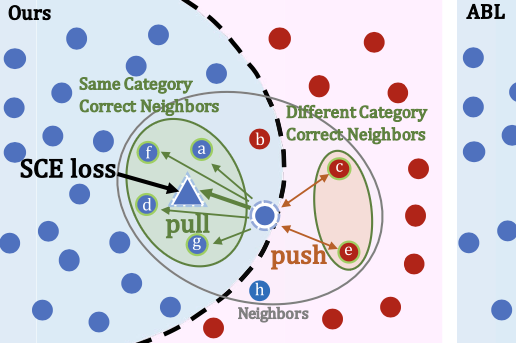 Ours
ABL
Same Category
Correct Neighbors
Different Category
Correct Neighbors
b
f
a
c
SCE loss
d
pull
g
push
e
h
Neighbors